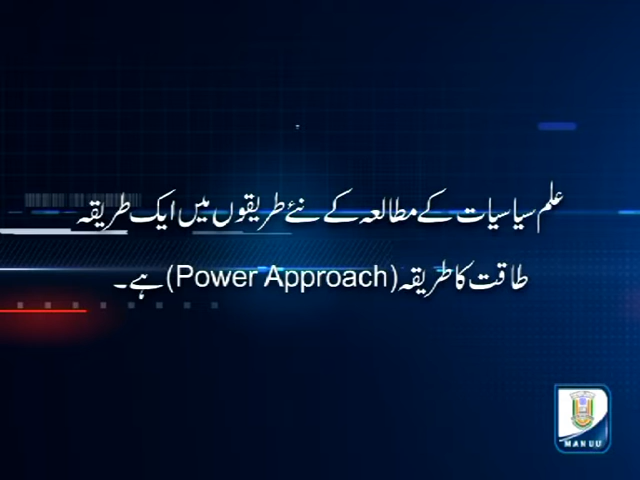 علم سیاسیات کے مطالعہ کے نئے طریقوں میں ایک طریقہ
طاقت کا طریقہ (Power Approach) ہے۔
MANUU